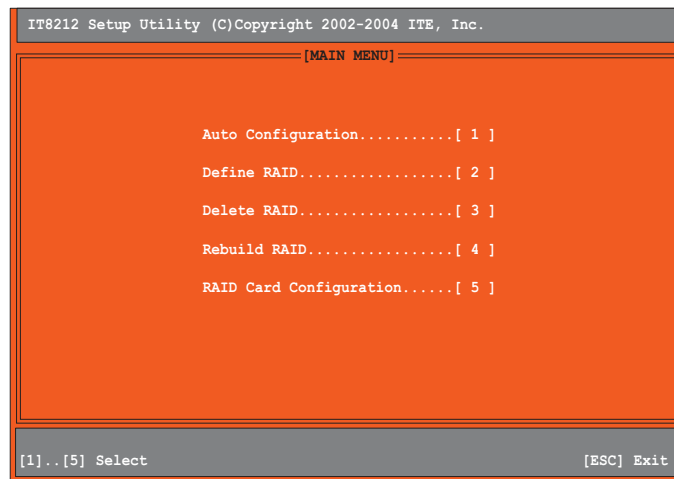 IT8212 Setup Utility (C)Copyright 2002-2004 ITE, Inc.
[MAIN MENU]
Auto Configuration...........[ 1 ]
Define RAID..................[ 2 ]
Delete RAID..................[ 3 ]
Rebuild RAID.................[ 4 ]
RAID Card Configuration......[ 5 ]
[1]..[5] Select [ESC] Exit